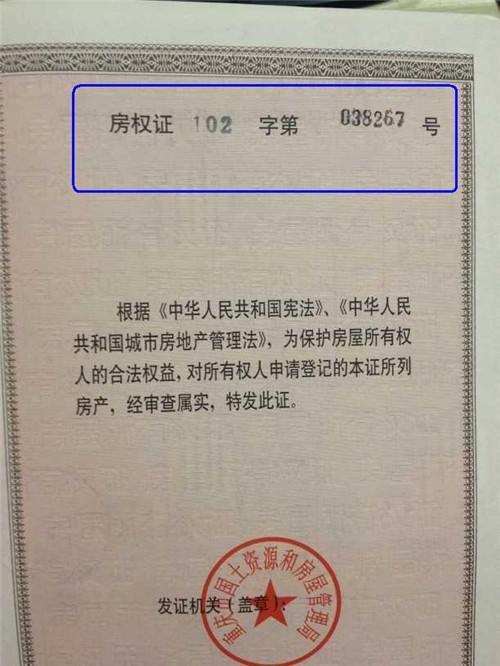 房权证 102 字第 038267 号
根据《中华人民共和国宪法》、《中华人民
共和国城市房地产管理法》，为保护房屋所有权
人的合法权益，对所有权人申请登记的本证所列
房产，经审查属实，特发此证。
发证机关（盖章）：
重庆市国土资源和房屋管理局